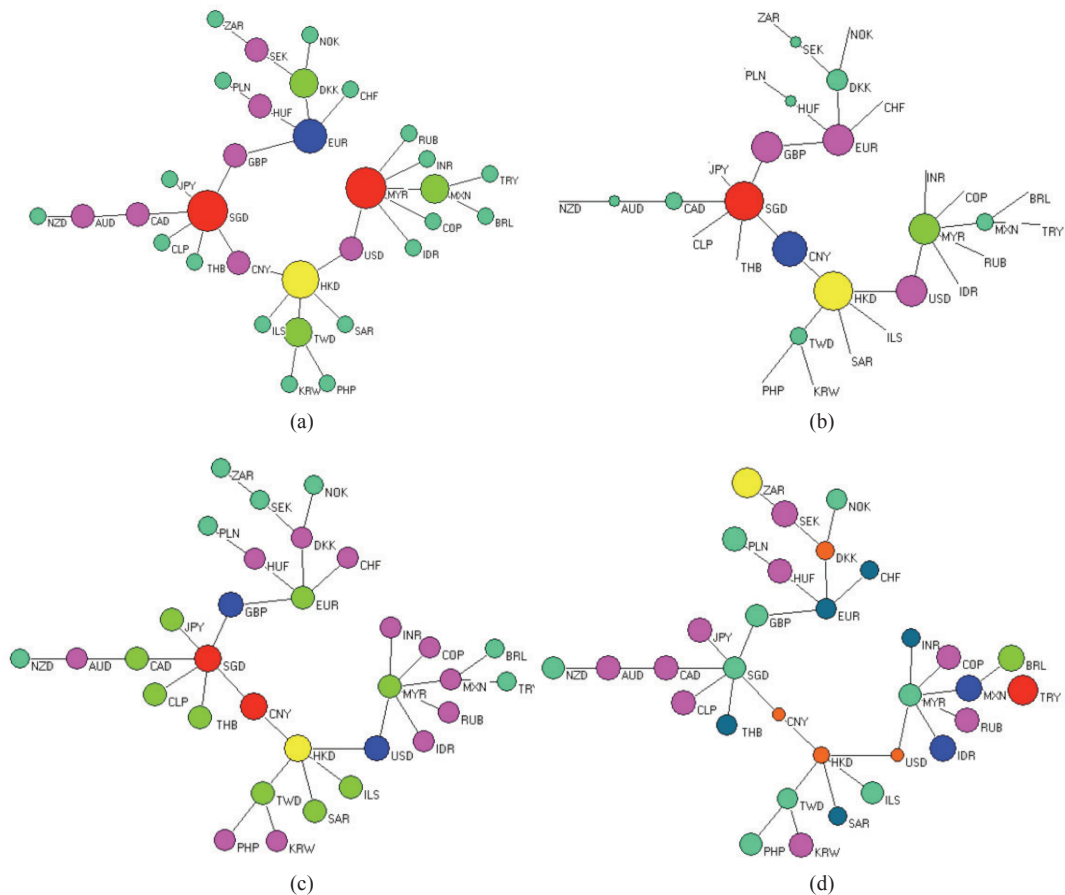 ZAR
NOK
SEK
DKK
PLN
CHF
HUF
EUR
RUB
GBP
INR
TRY
JPY
MYR
MXN
SGD
NZD
AUD
CAD
COP
BRL
CLP
IDR
USD
THB
CNY
HKD
ILS
SAR
TWD
KRW
PHP
(a)
ZAR
NOK
SEK
PLN
DKK
CHF
HUF
GBP
EUR
JPY
INR
COP
BRL
NZD
AUD
CAD
SGD
MXN
TRY
MYR
CLP
RUB
THB
CNY
IDR
HKD
USD
ILS
TWD
SAR
PHP
KRW
(b)
ZAR
NOK
SEK
PLN
DKK
HUF
CHF
GBP
EUR
JPY
INR
COP
BRL
NZD
AUD
CAD
SGD
MXN
TRY
MYR
CLP
THB
CNY
RUB
IDR
HKD
USD
TWD
ILS
SAR
PHP
KRW
(c)
ZAR
NOK
SEK
PLN
DKK
HUF
CHF
GBP
EUR
JPY
INR
COP
BRL
NZD
AUD
CAD
SGD
MXN
TRY
MYR
CLP
RUB
THB
CNY
IDR
HKD
USD
TWD
ILS
SAR
PHP
KRW
(d)